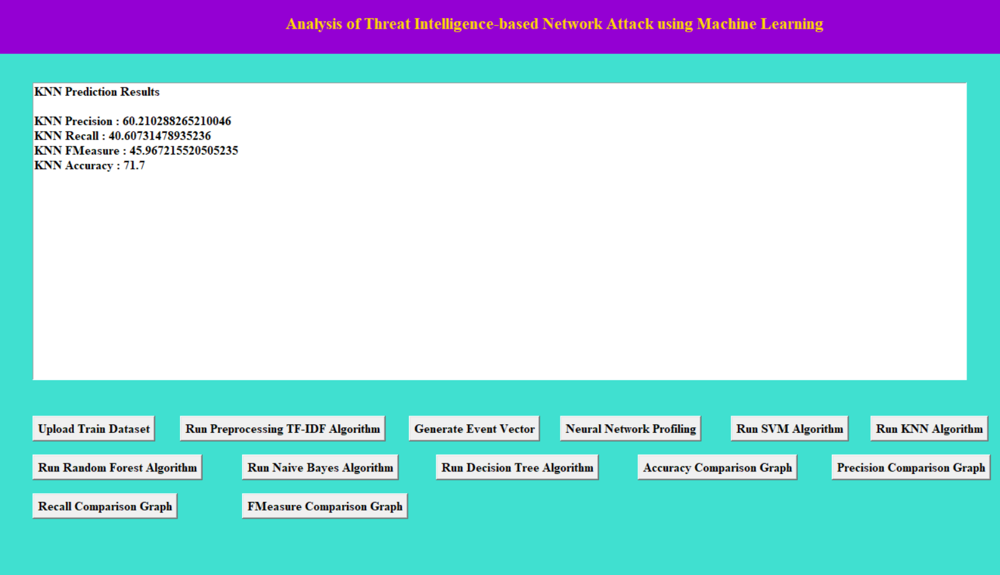 Analysis of Threat Intelligence-based Network Attack using Machine Learning
KNN Prediction Results
KNN Precision : 60.210288265210046
KNN Recall : 40.60731478935236
KNN FMeasure : 45.967215520505235
KNN Accuracy : 71.7
Upload Train Dataset
Run Preprocessing TF-IDF Algorithm
Generate Event Vector
Neural Network Profiling
Run SVM Algorithm
Run KNN Algorithm
Run Random Forest Algorithm
Run Naive Bayes Algorithm
Run Decision Tree Algorithm
Accuracy Comparison Graph
Precision Comparison Graph
Recall Comparison Graph
FMeasure Comparison Graph